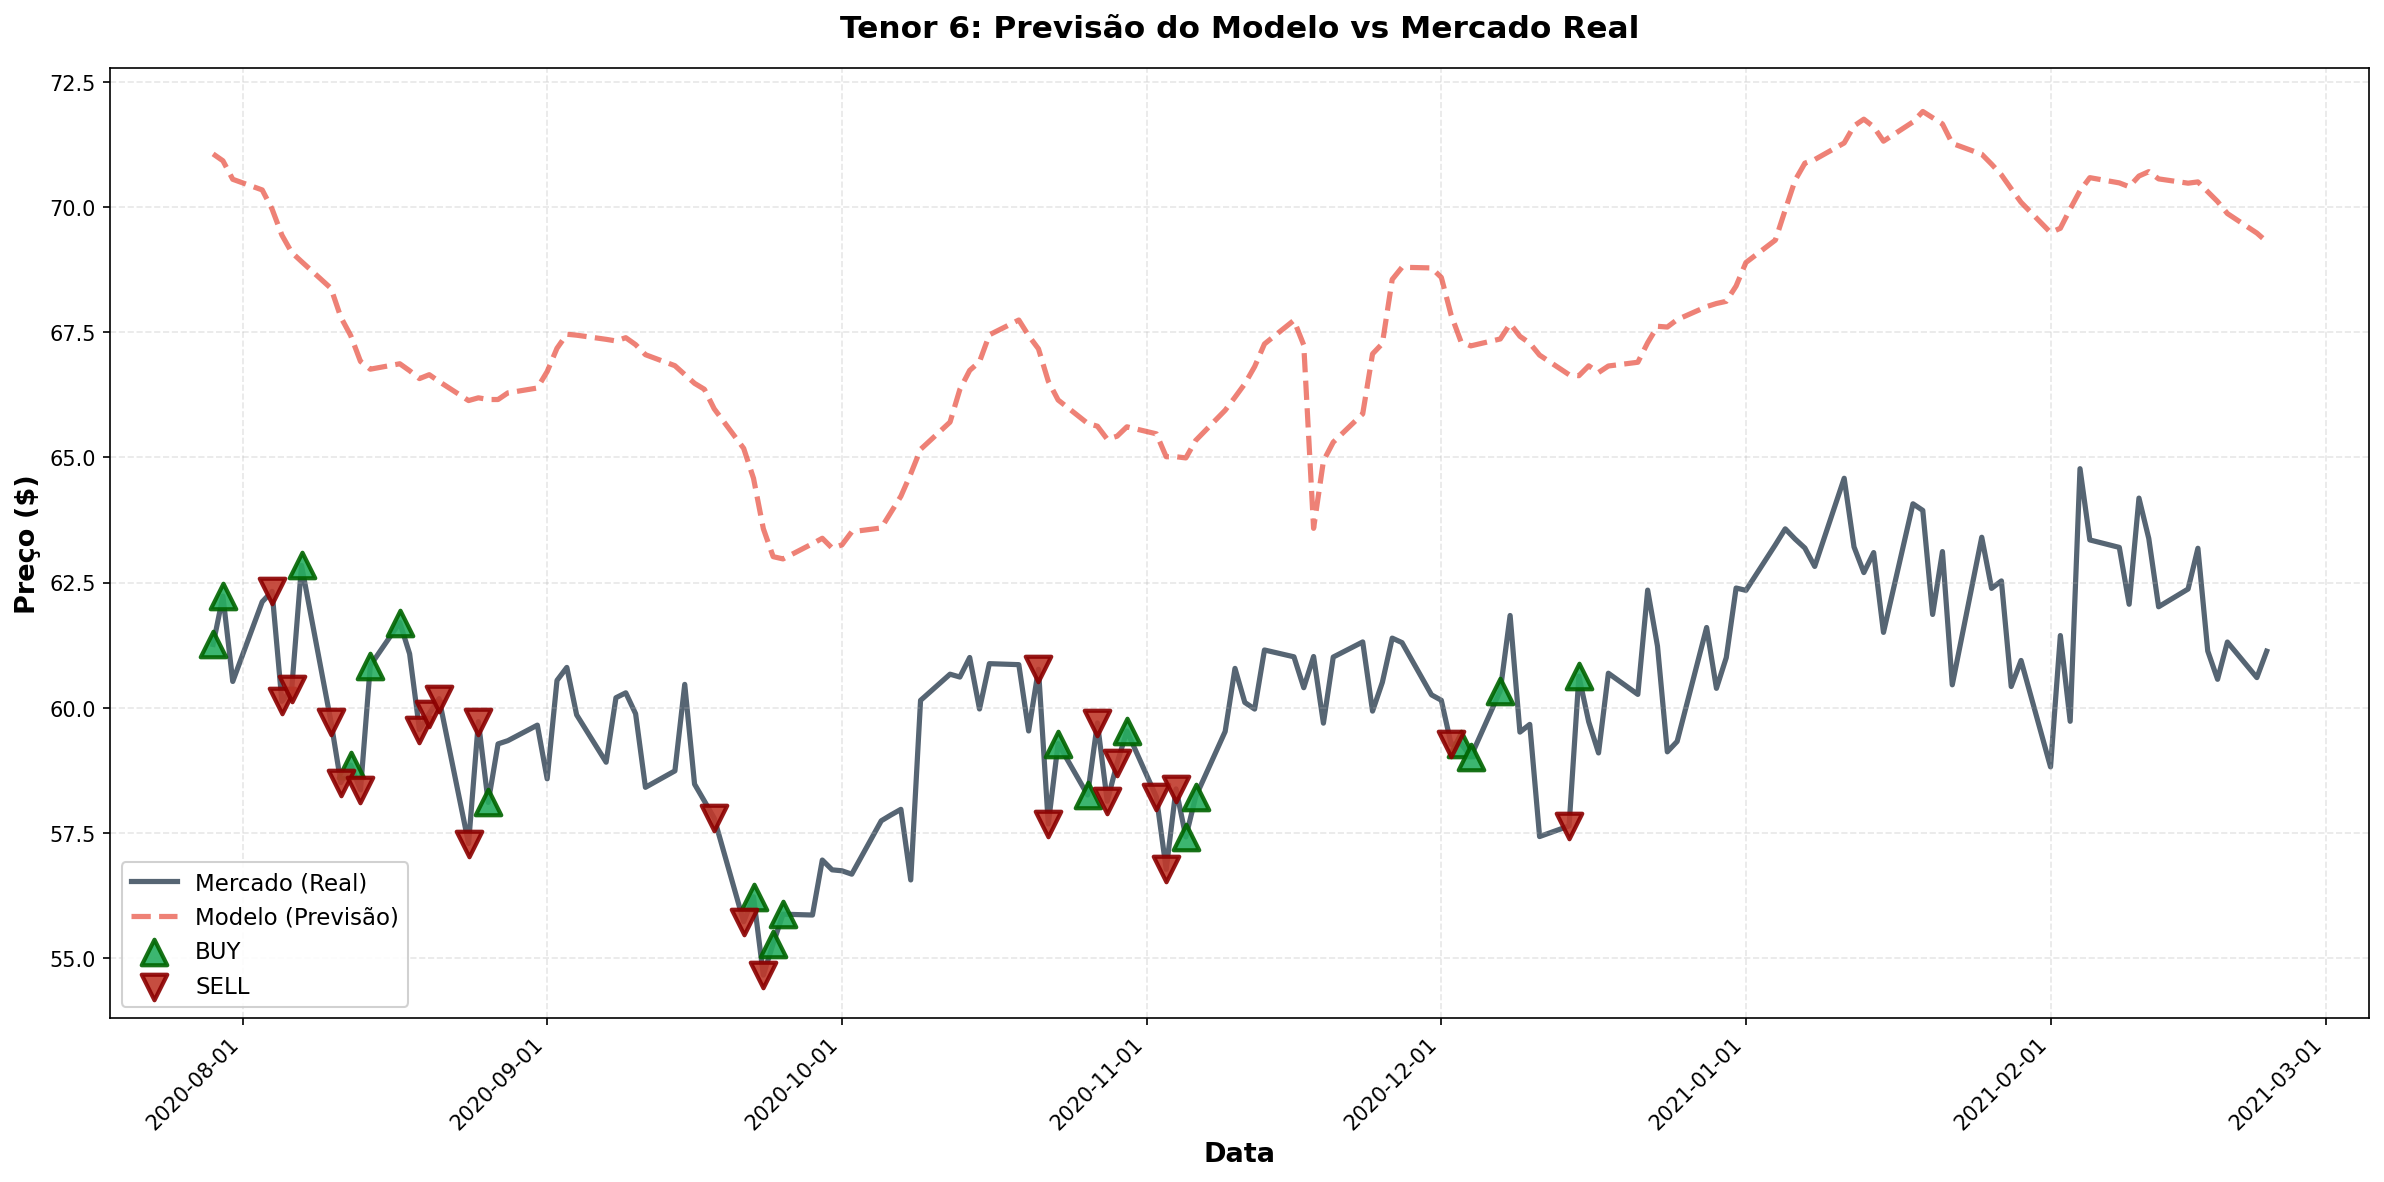 Tenor 6: Previsão do Modelo vs Mercado Real
Preço ($)
72.5
70.0
67.5
65.0
62.5
60.0
57.5
55.0
Mercado (Real)
Modelo (Previsão)
BUY
SELL
2020-08-01
2020-09-01
2020-10-01
2020-11-01
2020-12-01
2021-01-01
2021-02-01
2021-03-01
Data